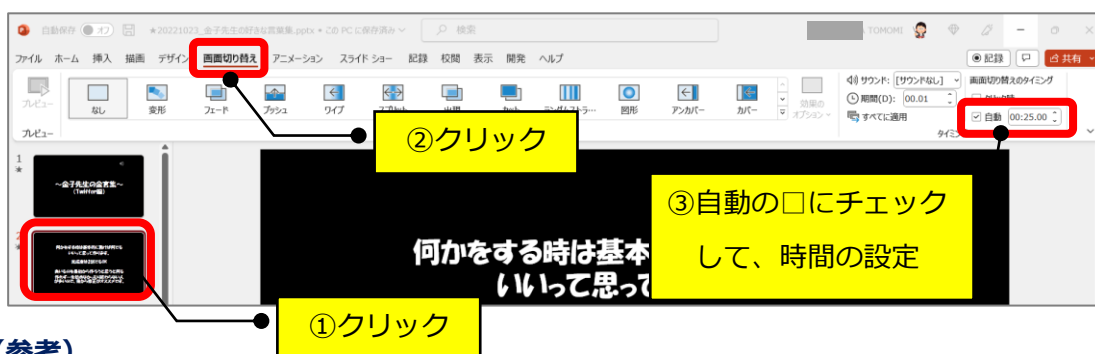 自動保存 オフ ★20221023_金子先生の好きな言葉集.pptx • この PC に保存済み 検索 TOMOMI
ファイル ホーム 挿入 描画 デザイン 画面切り替え アニメーション スライド ショー 記録 校閲 表示 開発 ヘルプ 記録 共有
プレビュー なし 変形 フェード プッシュ ワイプ 図形 アンカバー カバー 効果の オプション
サウンド: [サウンドなし] 画面切り替えのタイミング
期間(D): 00.01
すべてに適用 自動 00:25.00
プレビュー
②クリック
1
～金子先生の金言集～
(Twitter編)
③自動の□にチェック
して、時間の設定
何かをする時は基本
いいって思って
①クリック
(参考)